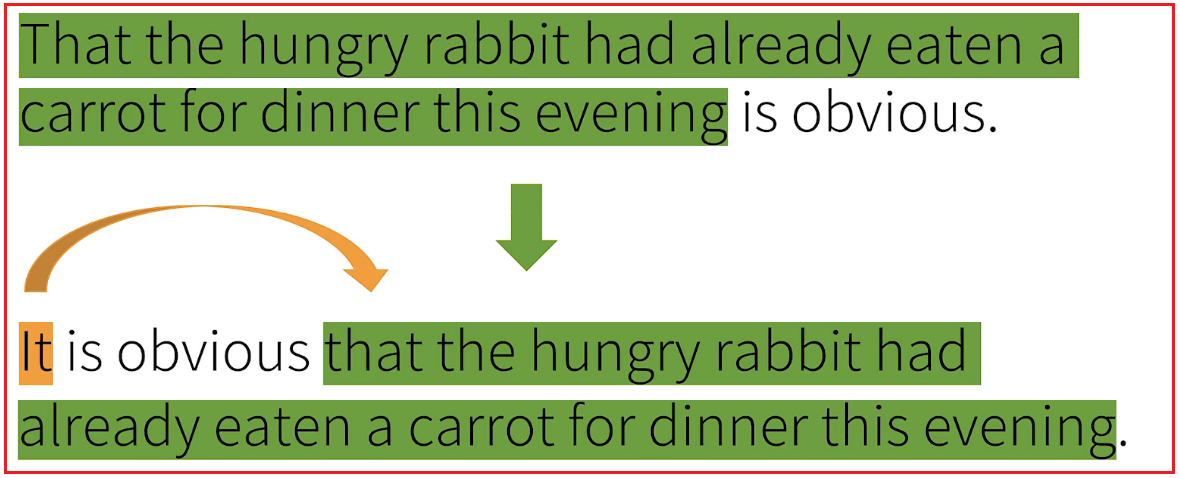 That the hungry rabbit had already eaten a
carrot for dinner this evening is obvious.
It is obvious that the hungry rabbit had
already eaten a carrot for dinner this evening.